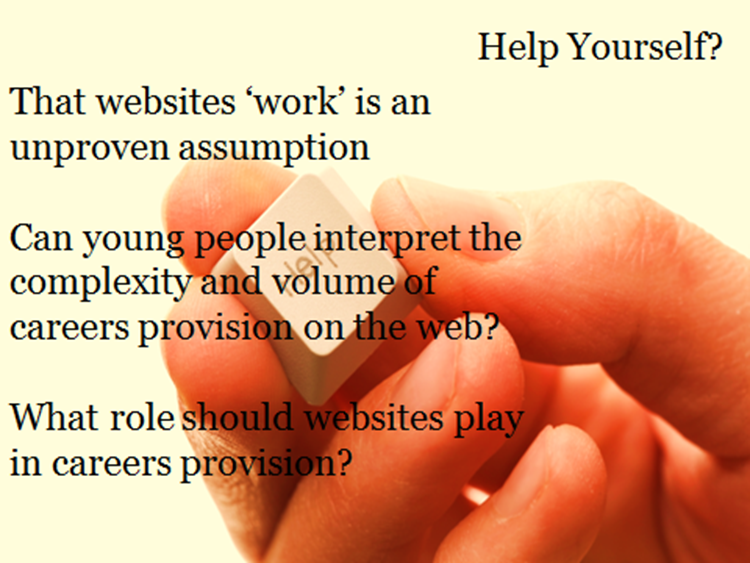 Help Yourself?
That websites ‘work’ is an
unproven assumption
Can young people interpret the
complexity and volume of
careers provision on the web?
What role should websites play
in careers provision?
Help